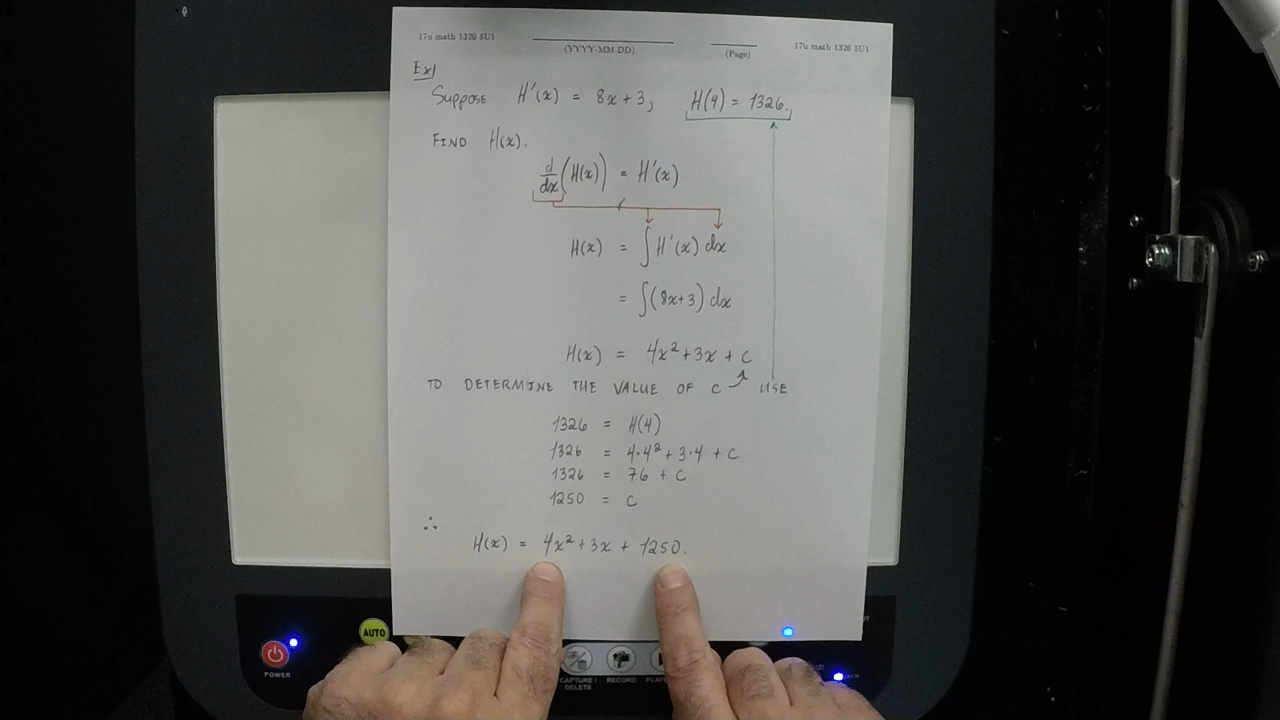 17u math 1326 5U1
(YYYY-MM-DD)
(Page)
17u math 1326 5U1
Ex1
SUPPOSE H'(x) = 8x+3, H(4) = 1326.
FIND H(x).
d/dx (H(x)) = H'(x)
H(x) = ∫ H'(x) dx
= ∫(8x+3) dx
H(x) = 4x² + 3x + C
TO DETERMINE THE VALUE OF C USE
1326 = H(4)
1326 = 4·4² + 3·4 + C
1326 = 76 + C
1250 = C
∴
H(x) = 4x² + 3x + 1250.
POWER
AUTO
CAPTURE / DELETE
RECORD